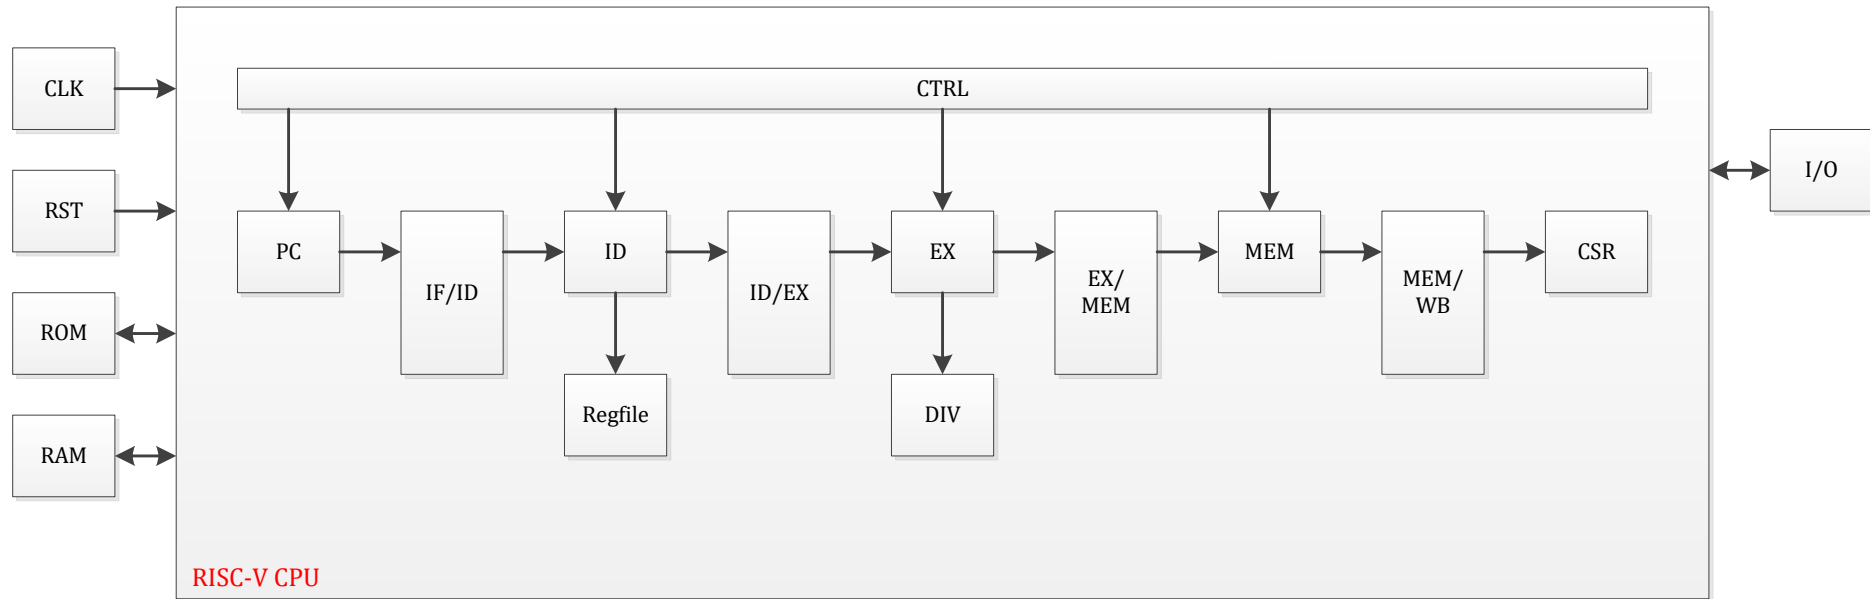 CLK
RST
ROM
RAM
CTRL
PC
IF/ID
ID
ID/EX
EX
EX/
MEM
MEM
MEM/
WB
CSR
Regfile
DIV
RISC-V CPU
I/O